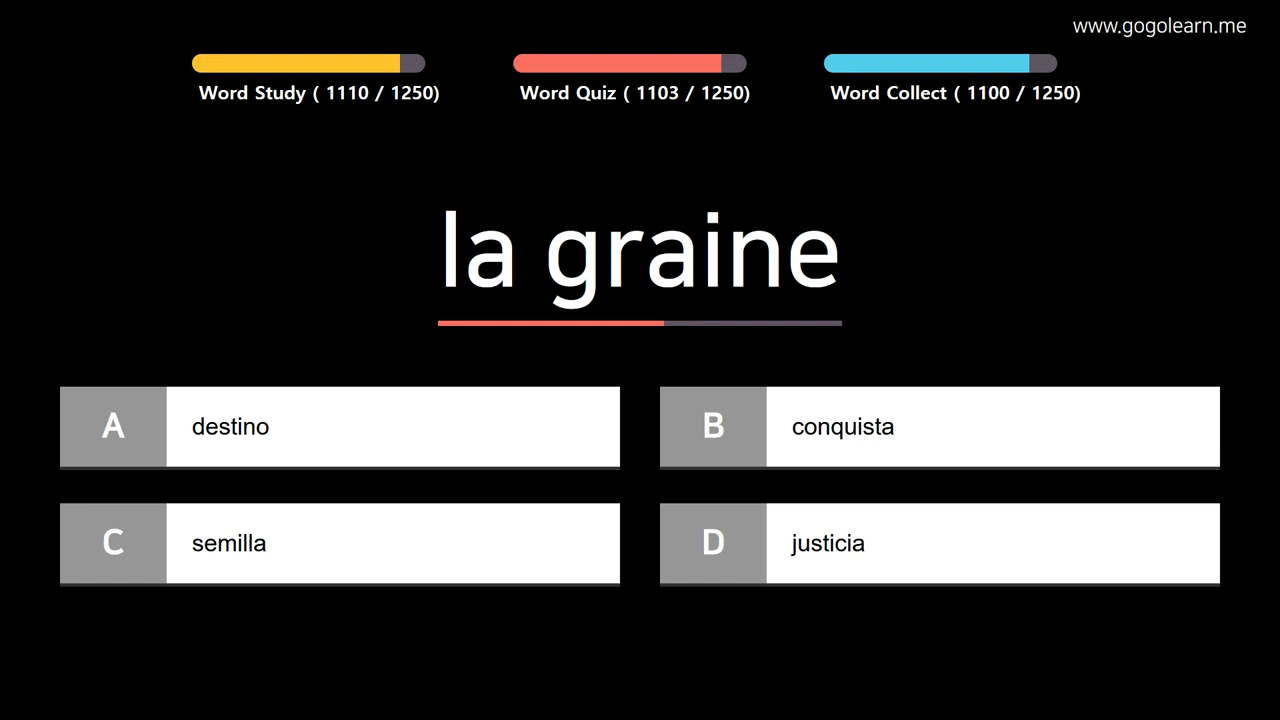 www.gogolearn.me
Word Study ( 1110 / 1250)
Word Quiz ( 1103 / 1250)
Word Collect ( 1100 / 1250)
la graine
A destino
B conquista
C semilla
D justicia